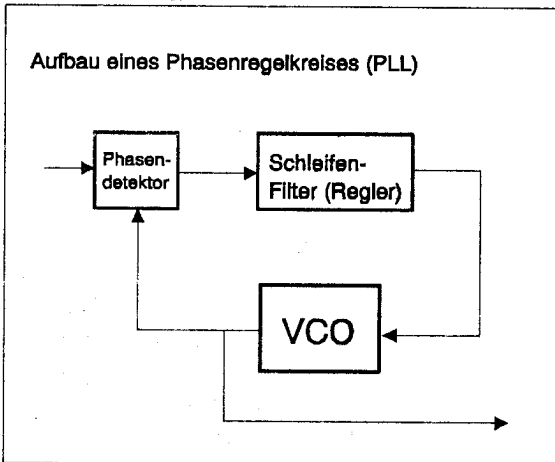 Aufbau eines Phasenregelkreises (PLL)
Phasen-
detektor
Schleifen-
Filter (Regler)
VCO